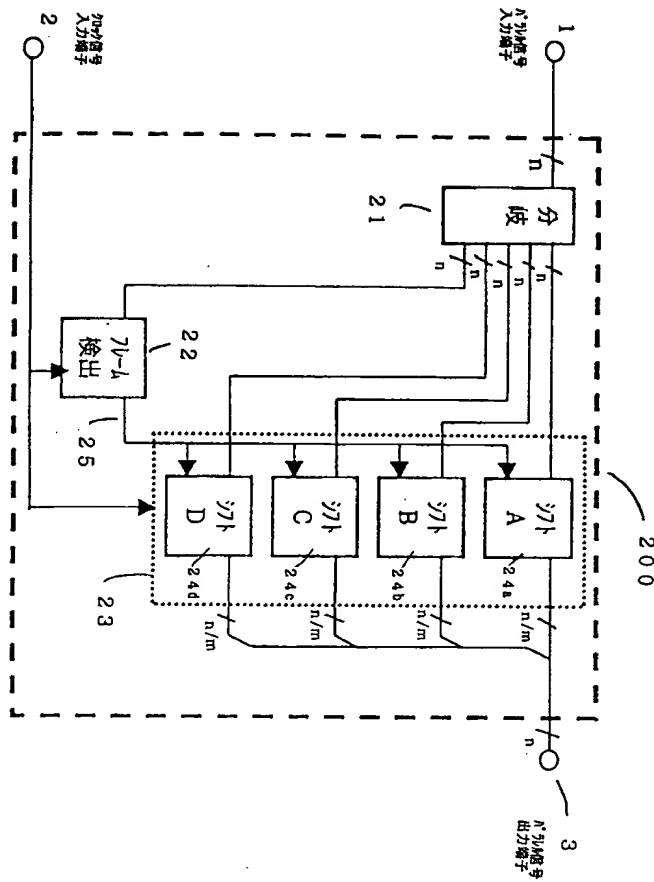 1
パラレル信号
入力端子
2
クロック信号
入力端子
n
分岐
21
n
n
n
n
n
フレーム
検出
22
25
シフト
A
24a
シフト
B
24b
シフト
C
24c
シフト
D
24d
23
200
n/m
n/m
n/m
n/m
n
3
パラレル信号
出力端子